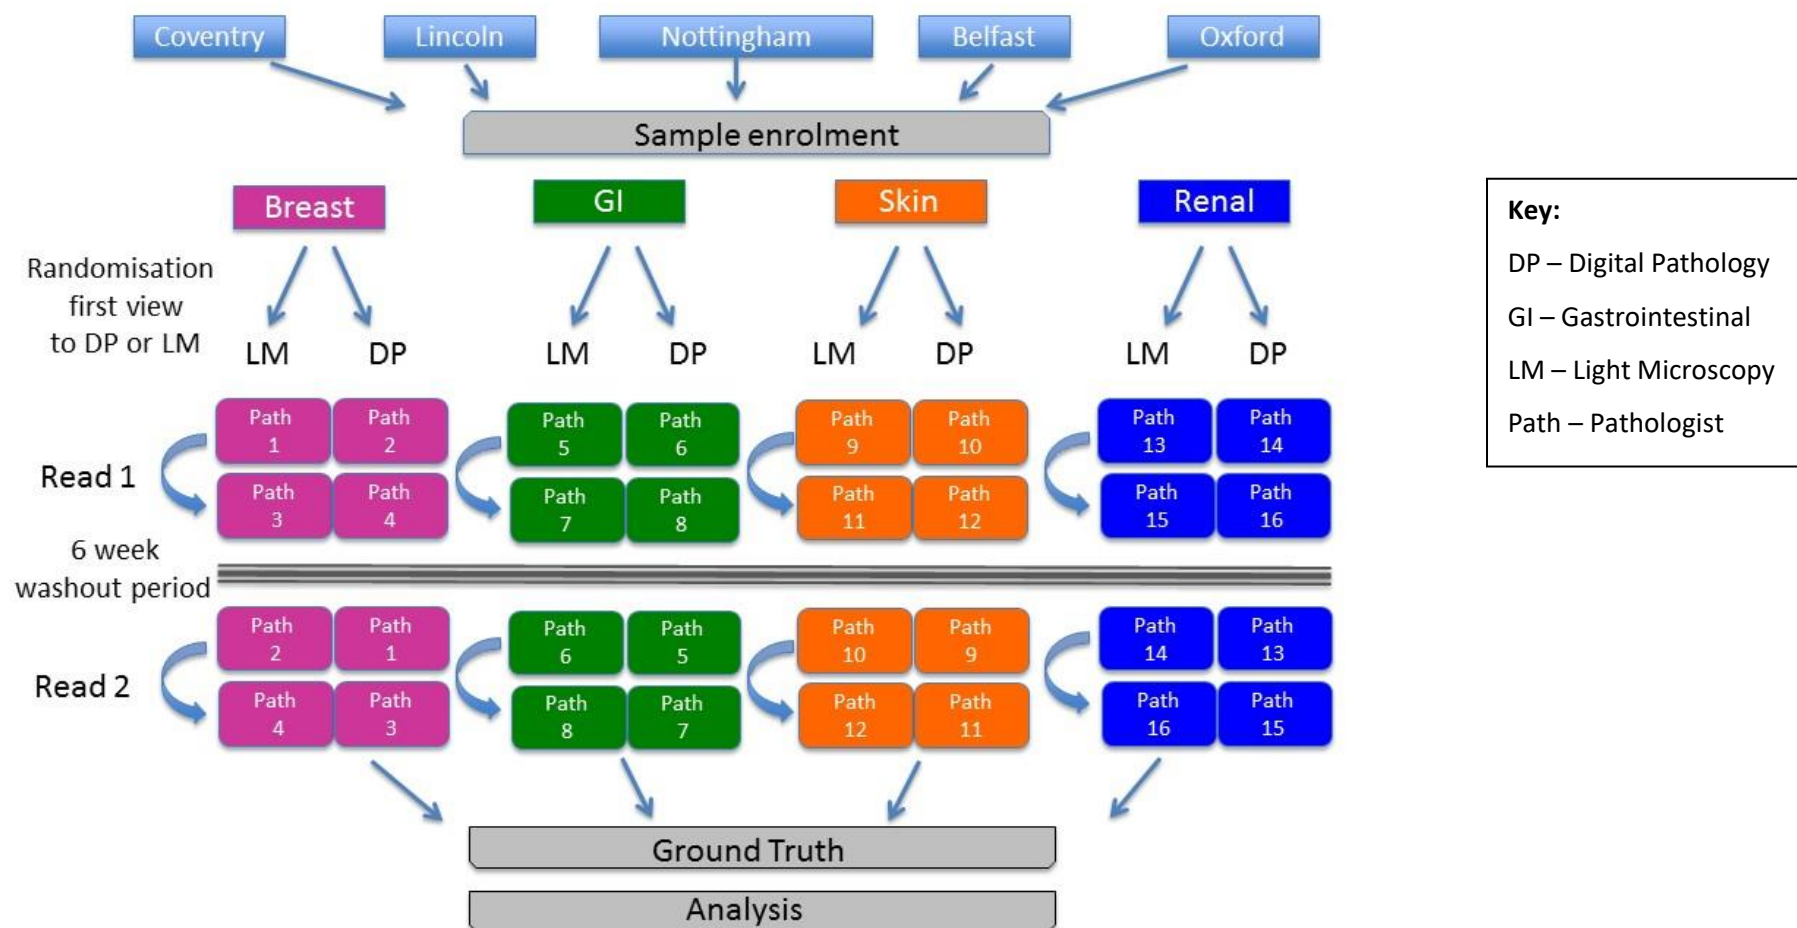 Coventry
Lincoln
Nottingham
Belfast
Oxford
Sample enrolment
Breast
GI
Skin
Renal
Randomisation
first view
to DP or LM
LM
DP
LM
DP
LM
DP
LM
DP
Read 1
Path
1
Path
2
Path
5
Path
6
Path
9
Path
10
Path
13
Path
14
Path
3
Path
4
Path
7
Path
8
Path
11
Path
12
Path
15
Path
16
6 week
washout period
Read 2
Path
2
Path
1
Path
6
Path
5
Path
10
Path
9
Path
14
Path
13
Path
4
Path
3
Path
8
Path
7
Path
12
Path
11
Path
16
Path
15
Ground Truth
Analysis
Key:
DP – Digital Pathology
GI – Gastrointestinal
LM – Light Microscopy
Path – Pathologist